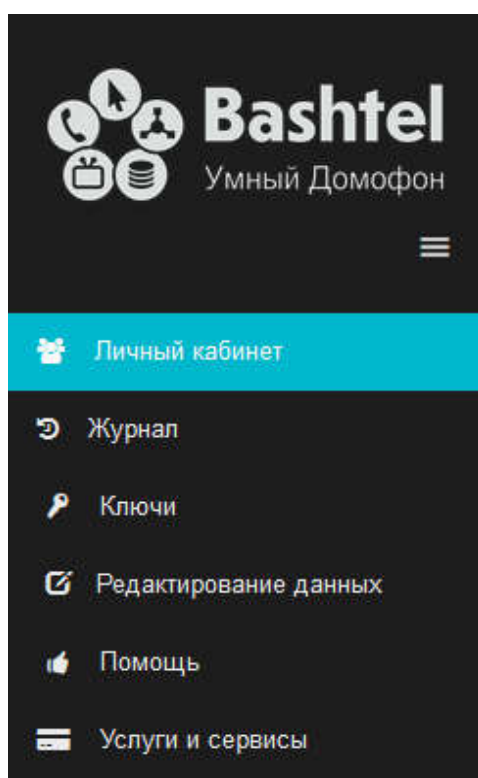 Bashtel
Умный Домофон
Личный кабинет
Журнал
Ключи
Редактирование данных
Помощь
Услуги и сервисы